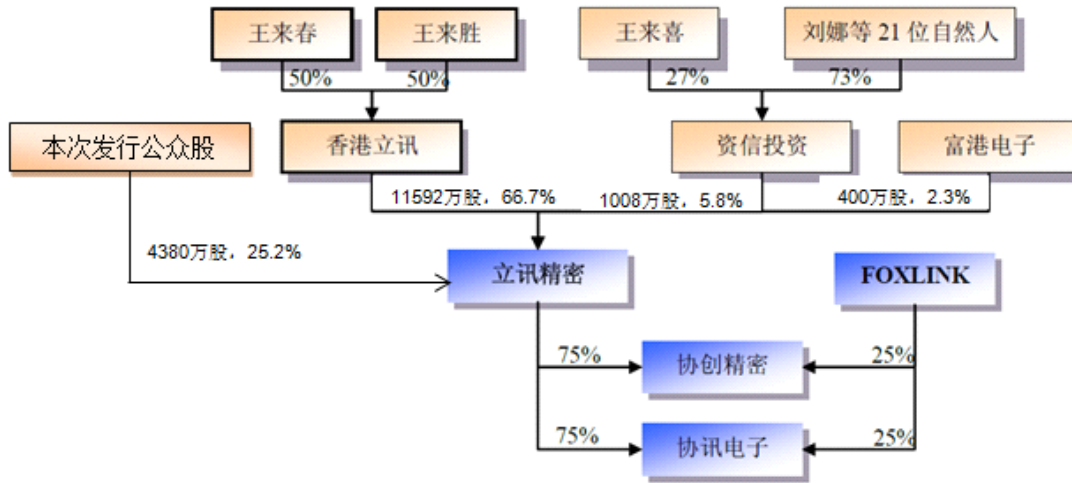 王来春
王来胜
王来喜
刘娜等 21 位自然人
50%
50%
27%
73%
本次发行公众股
香港立讯
资信投资
富港电子
11592万股，66.7%
1008万股，5.8%
400万股，2.3%
4380万股，25.2%
立讯精密
FOXLINK
75%
协创精密
25%
75%
协讯电子
25%